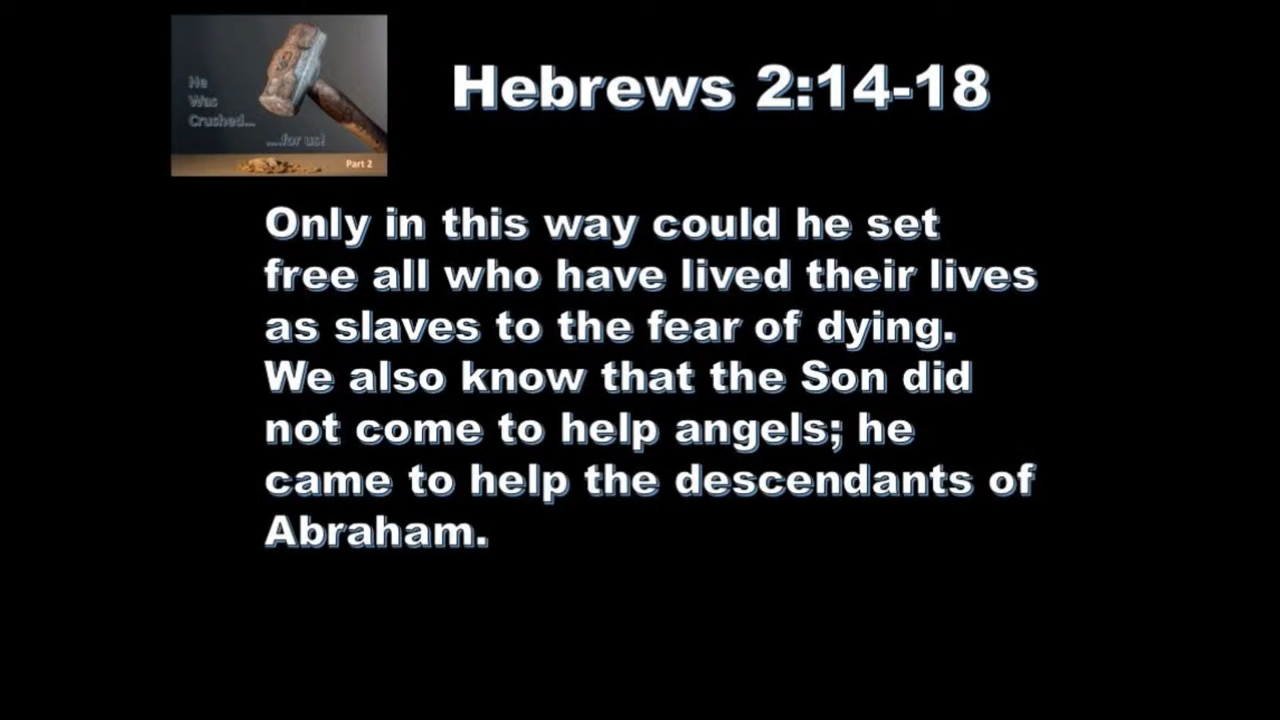 He
Was
Crushed...
....for us!
Part 2
Hebrews 2:14-18
Only in this way could he set
free all who have lived their lives
as slaves to the fear of dying.
We also know that the Son did
not come to help angels; he
came to help the descendants of
Abraham.